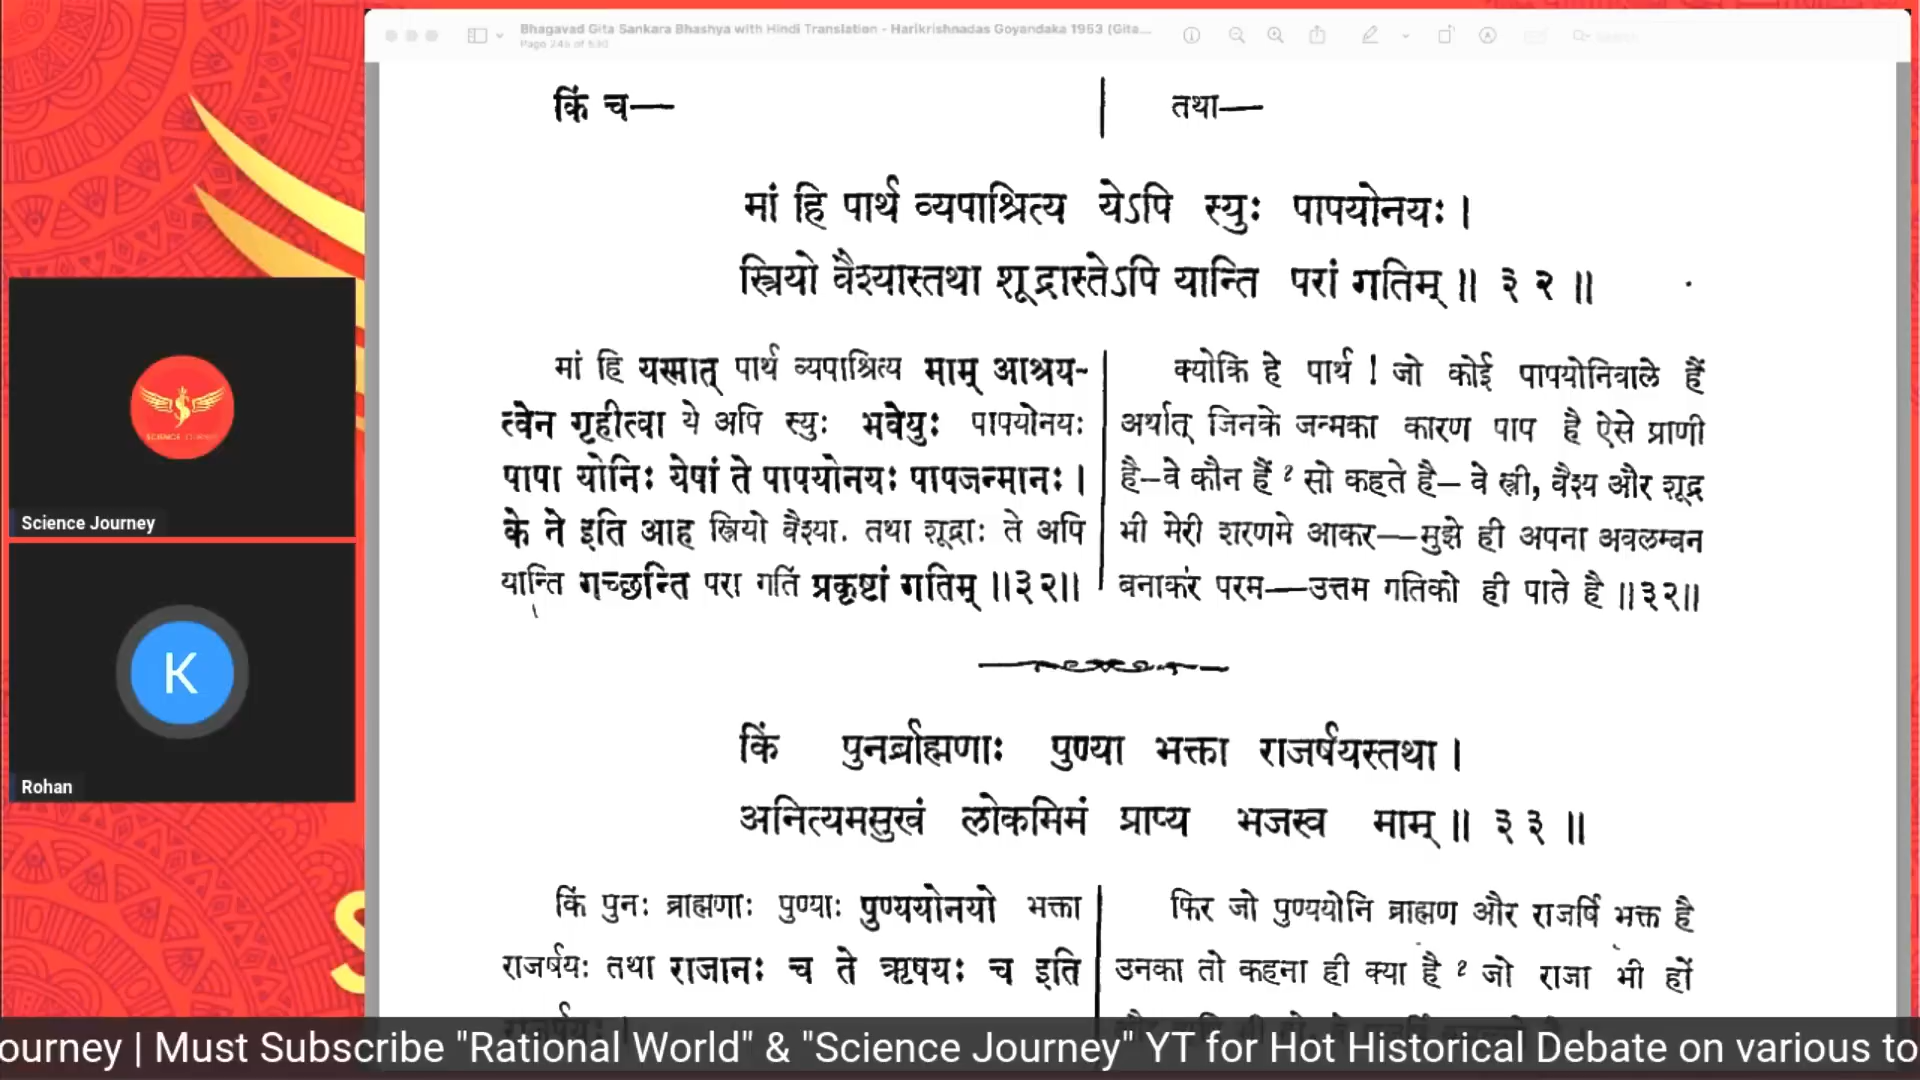 Bhagavad Gita Sankara Bhashya with Hindi Translation - Harikrishnadas Goyandaka 1953 (Gita...
किं च—
तथा—
मां हि पार्थ व्यपाश्रित्य येऽपि स्युः पापयोनयः ।
स्त्रियो वैश्यास्तथा शूद्रास्तेऽपि यान्ति परां गतिम् ॥ ३२ ॥
मां हि यस्मात् पार्थ व्यपाश्रित्य माम् आश्रय-
त्वेन गृहीत्वा ये अपि स्युः भवेयुः पापयोनयः
पापा योनिः येषां ते पापयोनयः पापजन्मानः ।
के ते इति आह स्त्रियो वैश्या. तथा शूद्राः ते अपि
यान्ति गच्छन्ति परा गतिं प्रकृष्टां गतिम् ॥३२॥
क्योकि हे पार्थ ! जो कोई पापयोनिवाले हैं
अर्थात् जिनके जन्मका कारण पाप है ऐसे प्राणी
है—वे कौन हैं ? सो कहते है— वे स्त्री, वैश्य और शूद्र
भी मेरी शरणमे आकर—मुझे ही अपना अवलम्बन
बनाकर परम—उत्तम गतिको ही पाते है ॥३२॥
किं पुनर्ब्राह्मणाः पुण्या भक्ता राजर्षयस्तथा ।
अनित्यमसुखं लोकमिमं प्राप्य भजस्व माम् ॥ ३३ ॥
किं पुनः ब्राह्मणाः पुण्याः पुण्ययोनयो भक्ता
राजर्षयः तथा राजानः च ते ऋषयः च इति
फिर जो पुण्ययोनि ब्राह्मण और राजर्षि भक्त है
उनका तो कहना ही क्या है ? जो राजा भी हों
SCIENCE JOURNEY
Science Journey
K
Rohan
ourney | Must Subscribe "Rational World" & "Science Journey" YT for Hot Historical Debate on various to